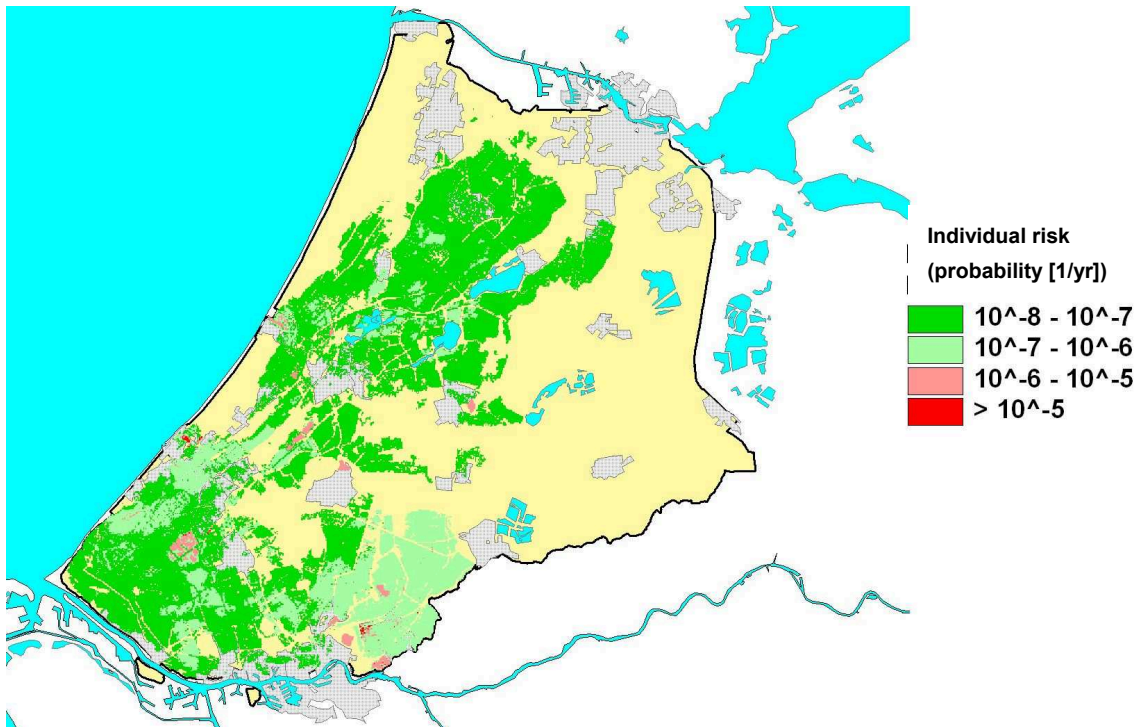 Individual risk
(probability [1/yr])
10^-8 - 10^-7
10^-7 - 10^-6
10^-6 - 10^-5
> 10^-5